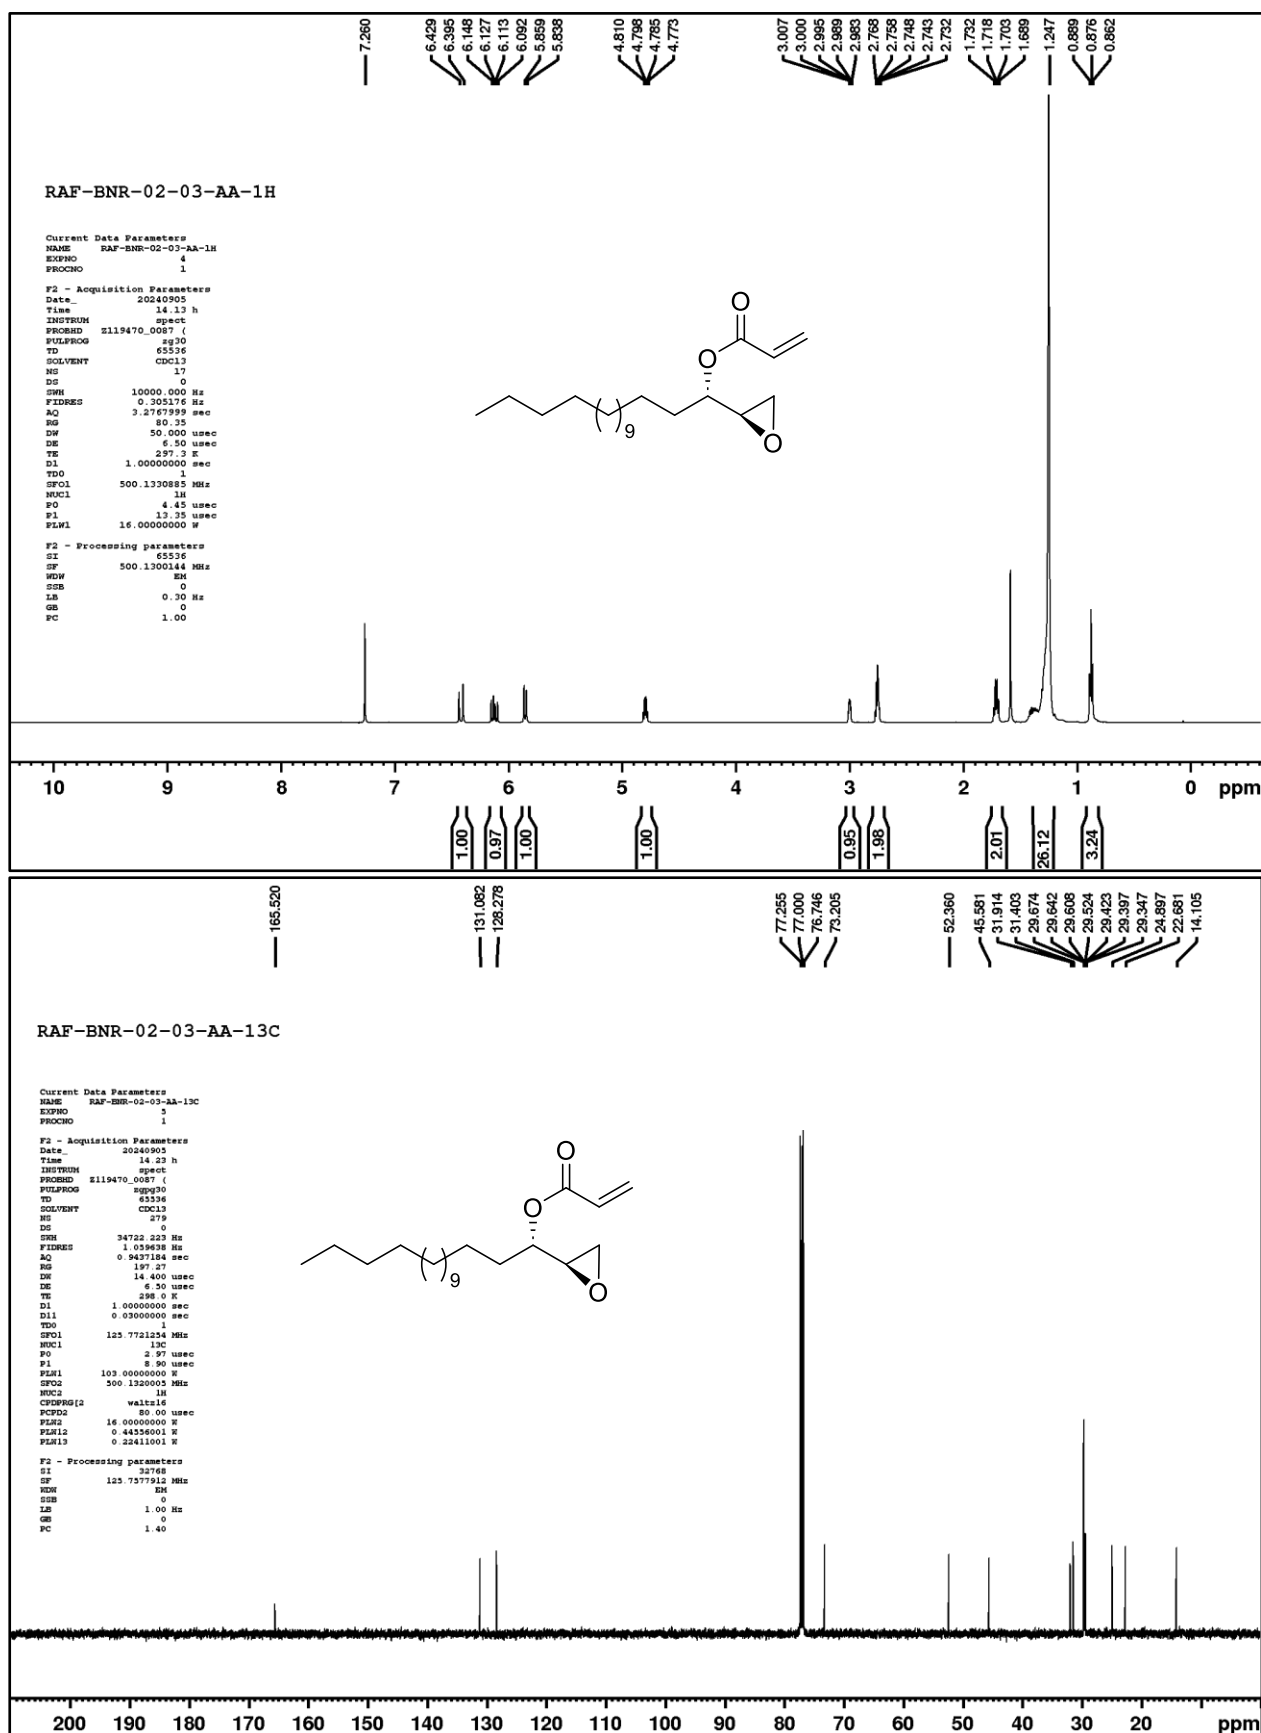 7.260
6.429
6.395
6.148
6.127
6.113
6.092
5.859
5.838
4.810
4.798
4.785
4.773
3.007
3.000
2.995
2.989
2.983
2.768
2.758
2.748
2.743
2.732
1.732
1.718
1.703
1.689
1.247
0.889
0.876
0.862
RAF-BNR-02-03-AA-1H
Current Data Parameters
NAME RAF-BNR-02-03-AA-1H
EXPNO 4
PROCNO 1
F2 - Acquisition Parameters
Date_ 20240905
Time 14.13 h
INSTRUM spect
PROBHD Z119470_0087 (
PULPROG zg30
TD 65536
SOLVENT CDCl3
NS 17
DS 0
SWH 10000.000 Hz
FIDRES 0.305176 Hz
AQ 3.2767999 sec
RG 80.35
DW 50.000 usec
DE 6.50 usec
TE 297.3 K
D1 1.00000000 sec
TD0 1
SFO1 500.1330885 MHz
NUC1 1H
P0 4.45 usec
P1 13.35 usec
PLW1 16.00000000 W
F2 - Processing parameters
SI 65536
SF 500.1300144 MHz
WDW EM
SSB 0
LB 0.30 Hz
GB 0
PC 1.00
O
O
( )9
O
10 9 8 7 6 5 4 3 2 1 0 ppm
1.00 0.97 1.00 1.00 0.95 1.98 2.01 26.12 3.24
165.520
131.082
128.278
77.255
77.000
76.746
73.205
52.360
45.581
31.914
31.403
29.674
29.642
29.608
29.524
29.423
29.397
29.347
24.897
22.681
14.105
RAF-BNR-02-03-AA-13C
Current Data Parameters
NAME RAF-BNR-02-03-AA-13C
EXPNO 5
PROCNO 1
F2 - Acquisition Parameters
Date_ 20240905
Time 14.23 h
INSTRUM spect
PROBHD Z119470_0087 (
PULPROG zgpg30
TD 65536
SOLVENT CDCl3
NS 279
DS 0
SWH 34722.223 Hz
FIDRES 1.059638 Hz
AQ 0.9437184 sec
RG 197.27
DW 14.400 usec
DE 6.50 usec
TE 298.0 K
D1 1.00000000 sec
D11 0.03000000 sec
TD0 1
SFO1 125.7721254 MHz
NUC1 13C
P0 2.97 usec
P1 8.90 usec
PLW1 103.00000000 W
SFO2 500.1320005 MHz
NUC2 1H
CPDPRG[2 waltz16
PCPD2 80.00 usec
PLW2 16.00000000 W
PLW12 0.44556001 W
PLW13 0.22411001 W
F2 - Processing parameters
SI 32768
SF 125.7577912 MHz
WDW EM
SSB 0
LB 1.00 Hz
GB 0
PC 1.40
O
O
( )9
O
200 190 180 170 160 150 140 130 120 110 100 90 80 70 60 50 40 30 20 ppm